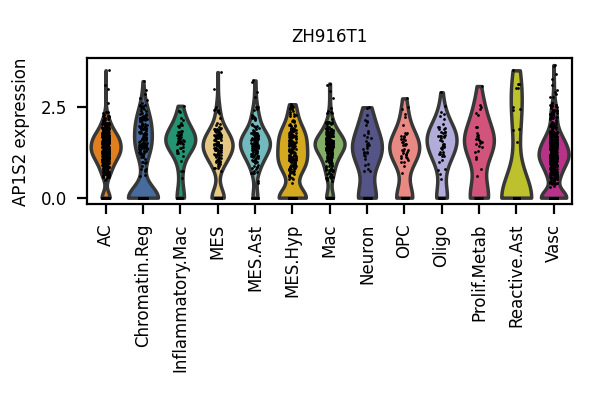 ZH916T1
AP1S2 expression
2.5
0.0
AC
Chromatin.Reg
Inflammatory.Mac
MES
MES.Ast
MES.Hyp
Mac
Neuron
OPC
Oligo
Prolif.Metab
Reactive.Ast
Vasc